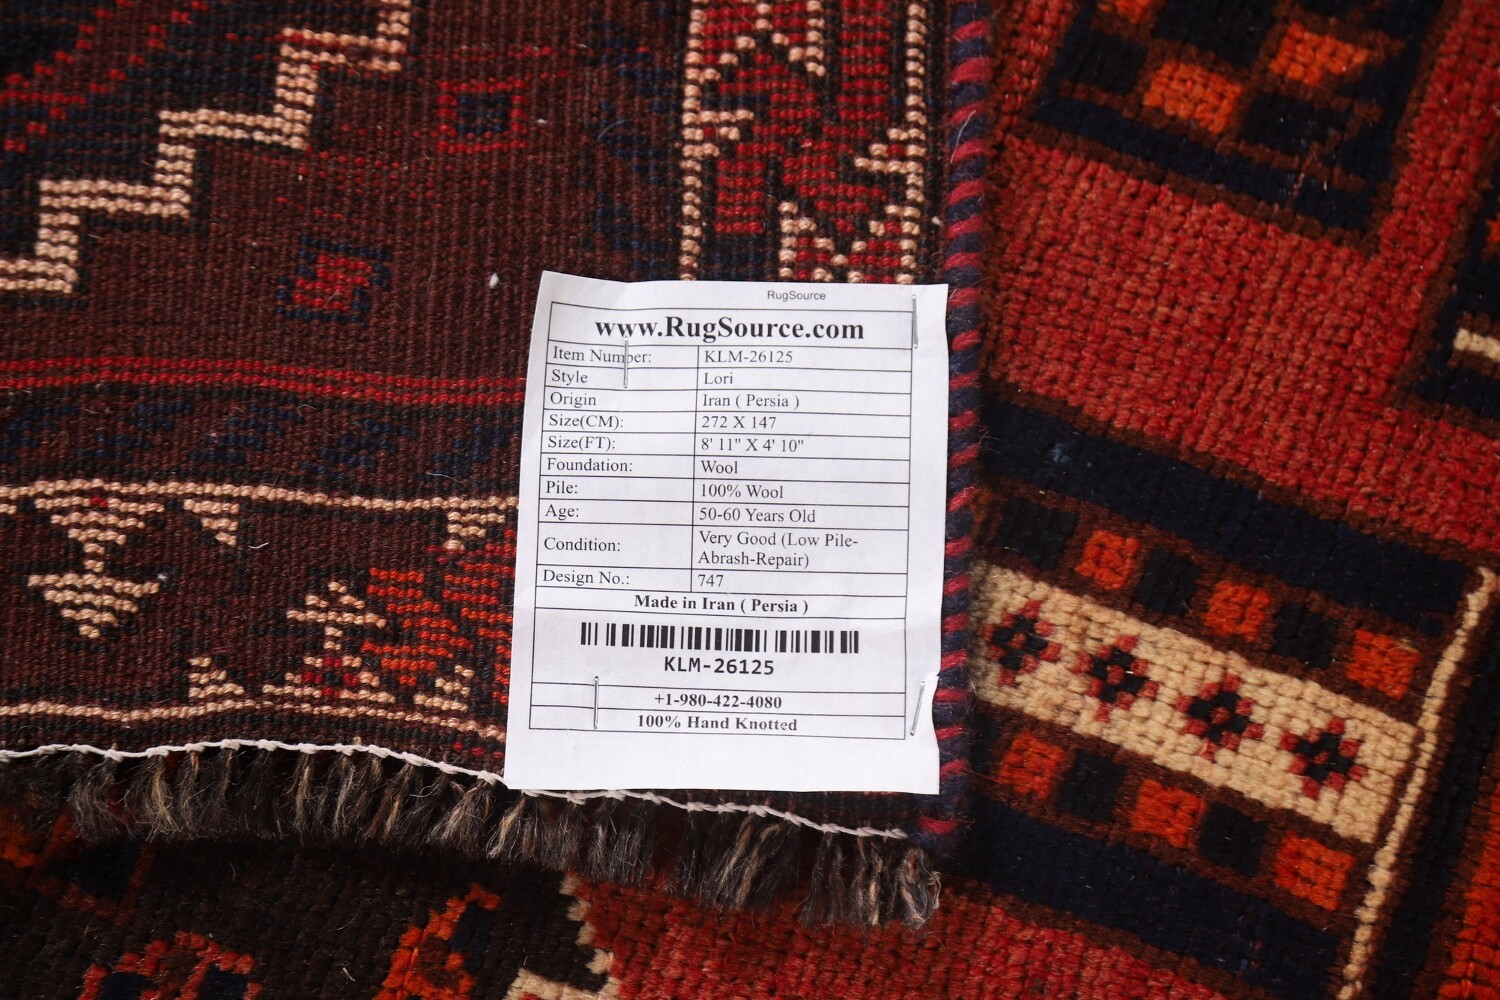 RugSource
www.RugSource.com
Item Number: KLM-26125
Style Lori
Origin Iran ( Persia )
Size(CM): 272 X 147
Size(FT): 8' 11" X 4' 10"
Foundation: Wool
Pile: 100% Wool
Age: 50-60 Years Old
Condition: Very Good (Low Pile-
Abrash-Repair)
Design No.: 747
Made in Iran ( Persia )
KLM-26125
+1-980-422-4080
100% Hand Knotted